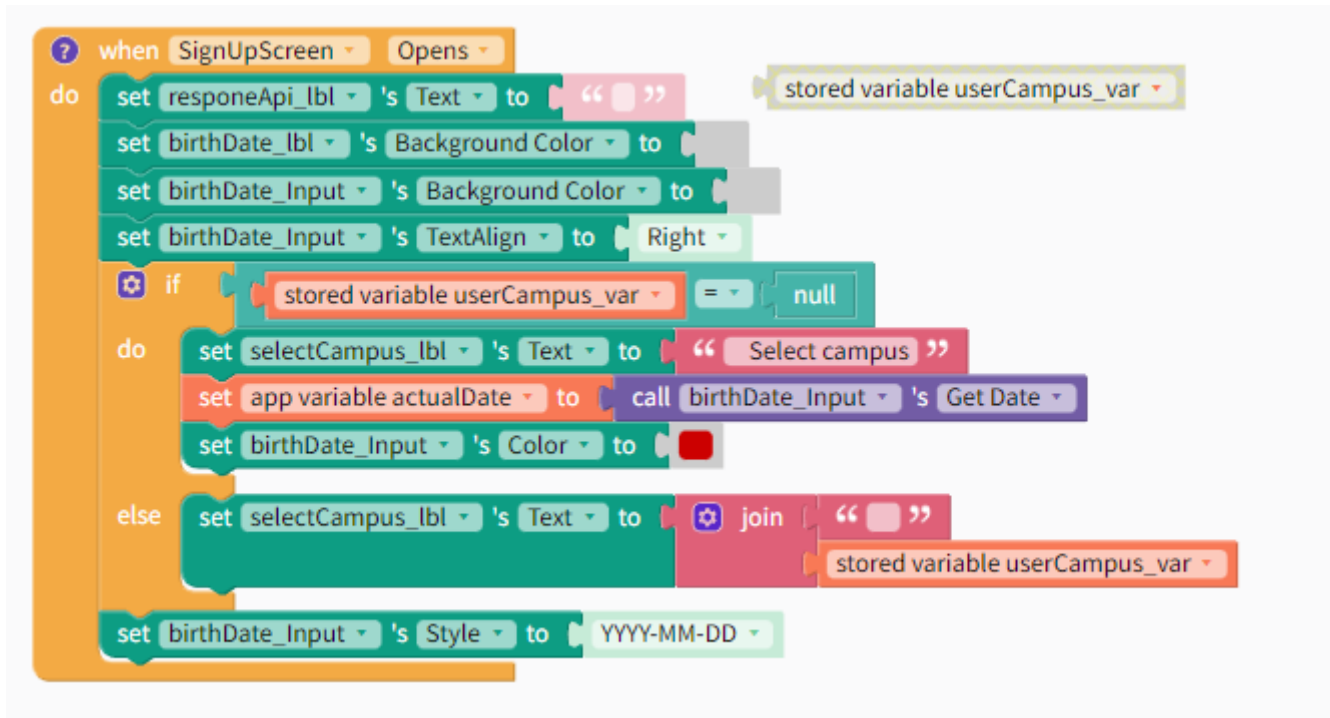 when SignUpScreen Opens
do set responeApi_lbl 's Text to “ ”
stored variable userCampus_var
set birthDate_lbl 's Background Color to
set birthDate_Input 's Background Color to
set birthDate_Input 's TextAlign to Right
if stored variable userCampus_var = null
do set selectCampus_lbl 's Text to “ Select campus ”
set app variable actualDate to call birthDate_Input 's Get Date
set birthDate_Input 's Color to
else set selectCampus_lbl 's Text to join “ ”
stored variable userCampus_var
set birthDate_Input 's Style to YYYY-MM-DD